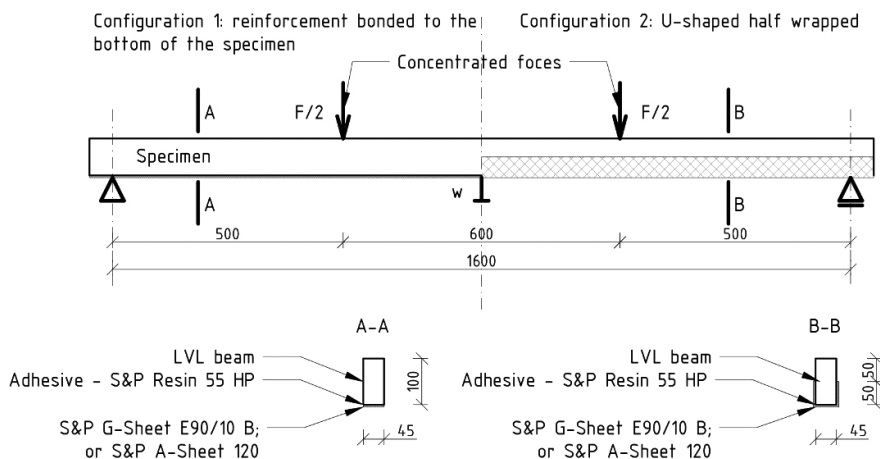 Configuration 1: reinforcement bonded to the
bottom of the specimen
Configuration 2: U-shaped half wrapped
Concentrated foces
A
F/2
F/2
B
Specimen
A
w
B
500
600
500
1600
A-A
LVL beam
Adhesive - S&P Resin 55 HP
S&P G-Sheet E90/10 B;
or S&P A-Sheet 120
100
45
B-B
LVL beam
Adhesive - S&P Resin 55 HP
S&P G-Sheet E90/10 B;
or S&P A-Sheet 120
50 50
45